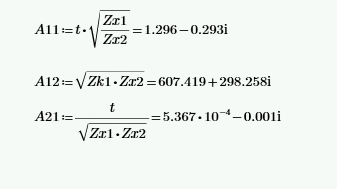 A11 := t • √(Zx1/Zx2) = 1.296 − 0.293i
A12 := √(Zk1 • Zx2) = 607.419 + 298.258i
A21 := t/√(Zx1 • Zx2) = 5.367 • 10⁻⁴ − 0.001i